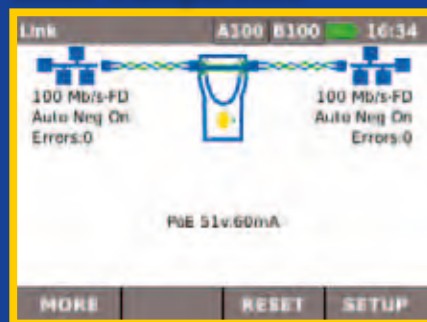 Link A100 B100 16:34
100 Mb/s-FD 100 Mb/s-FD
Auto Neg On Auto Neg On
Errors:0 Errors:0
PoE 51v:60mA
MORE RESET SETUP